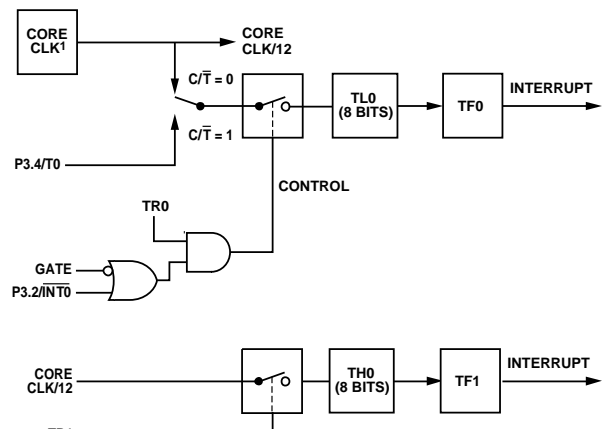 CORE
CLK1
CORE
CLK/12
C/T̅ = 0
C/T̅ = 1
P3.4/T0
TL0
(8 BITS)
TF0
INTERRUPT
CONTROL
TR0
GATE
P3.2/I̅N̅T̅0̅
CORE
CLK/12
TH0
(8 BITS)
TF1
INTERRUPT